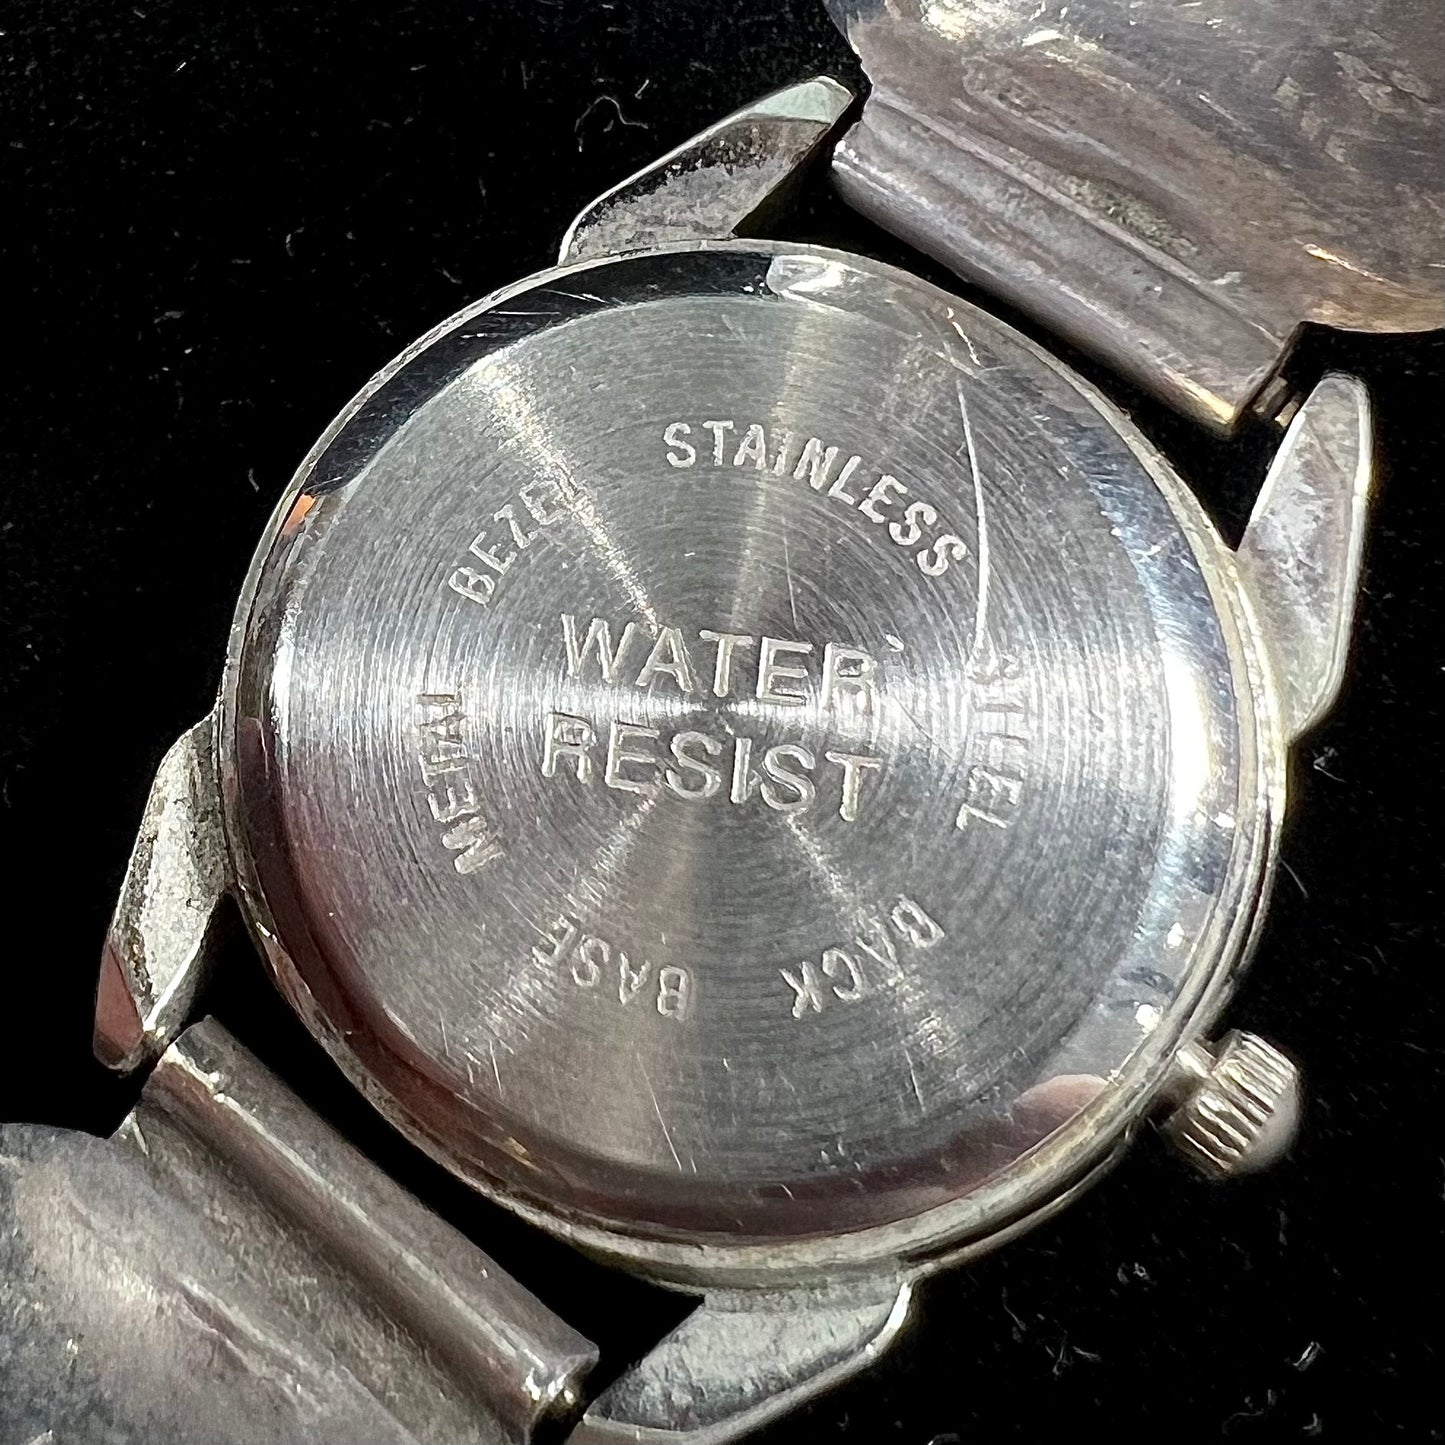 STAINLESS STEEL BACK
BASE METAL BEZEL
WATER
RESIST